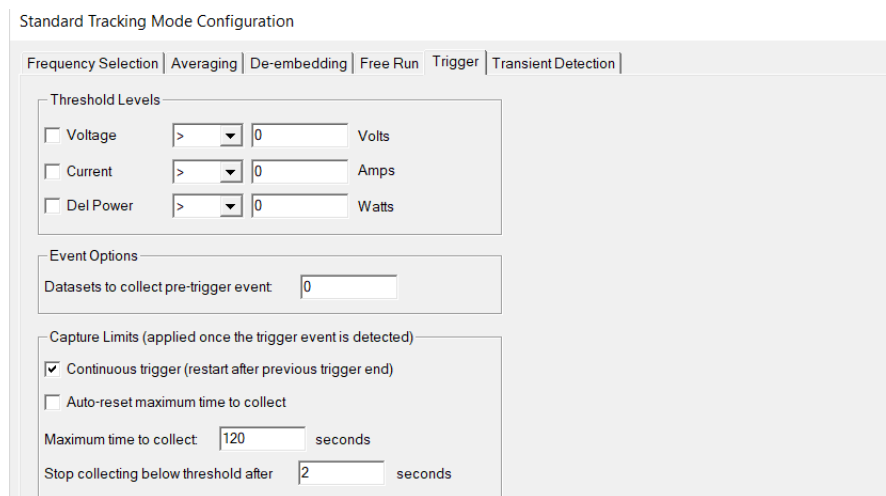 Standard Tracking Mode Configuration
Frequency Selection Averaging De-embedding Free Run Trigger Transient Detection
Threshold Levels
Voltage > 0 Volts
Current > 0 Amps
Del Power > 0 Watts
Event Options
Datasets to collect pre-trigger event: 0
Capture Limits (applied once the trigger event is detected)
Continuous trigger (restart after previous trigger end)
Auto-reset maximum time to collect
Maximum time to collect: 120 seconds
Stop collecting below threshold after 2 seconds